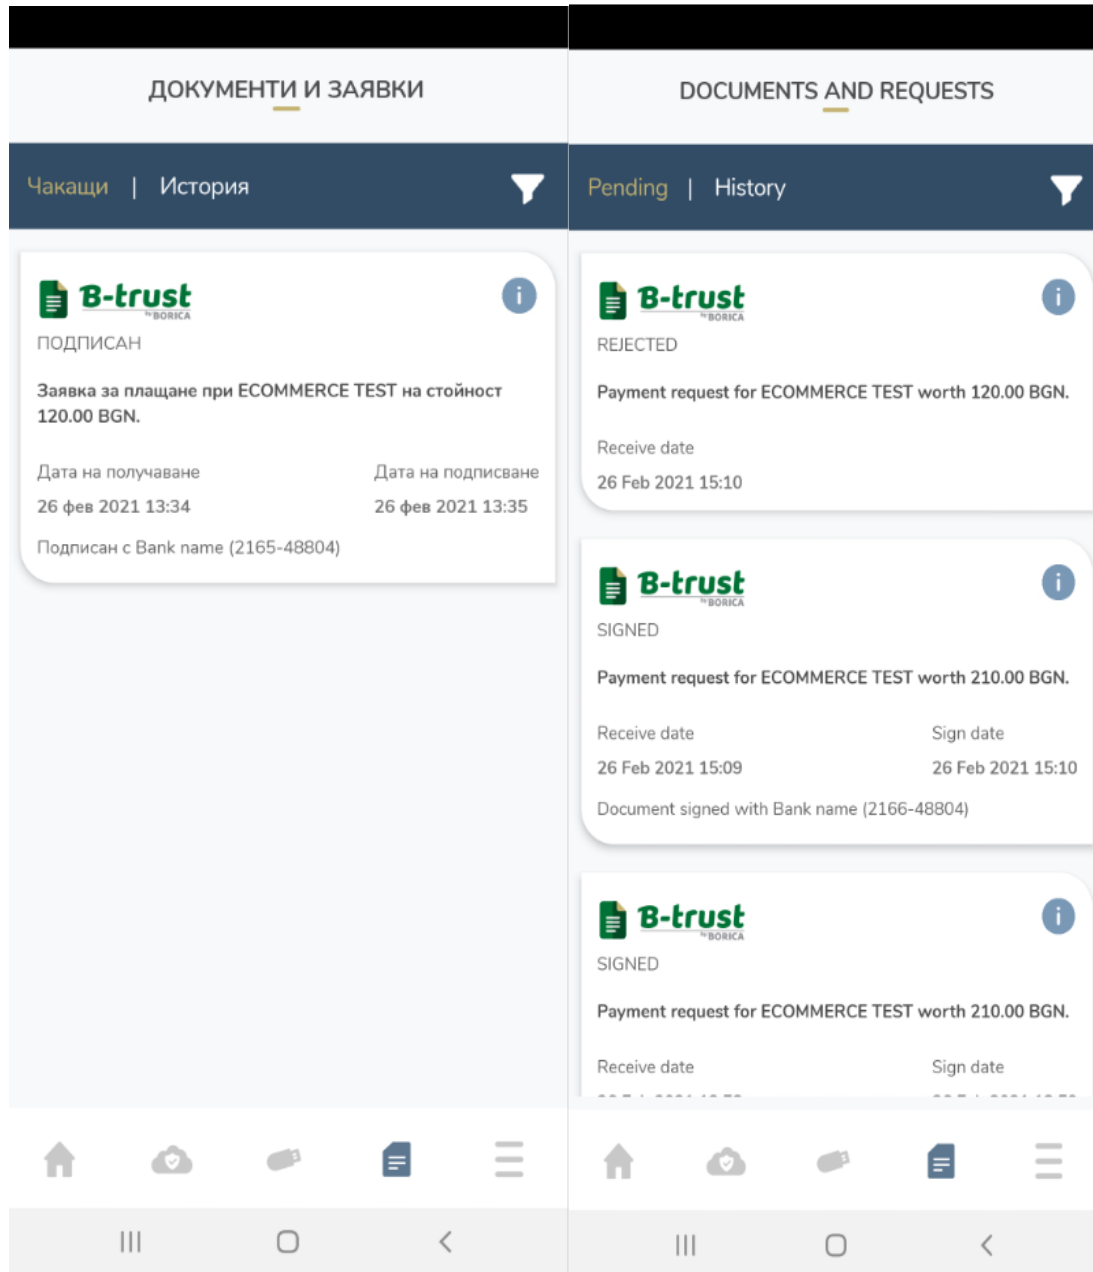 ДОКУМЕНТИ И ЗАЯВКИ
Чакащи | История
B-trust
by BORICA
ПОДПИСАН
Заявка за плащане при ECOMMERCE TEST на стойност
120.00 BGN.
Дата на получаване Дата на подписване
26 фев 2021 13:34 26 фев 2021 13:35
Подписан с Bank name (2165-48804)
DOCUMENTS AND REQUESTS
Pending | History
B-trust
by BORICA
REJECTED
Payment request for ECOMMERCE TEST worth 120.00 BGN.
Receive date
26 Feb 2021 15:10
B-trust
by BORICA
SIGNED
Payment request for ECOMMERCE TEST worth 210.00 BGN.
Receive date Sign date
26 Feb 2021 15:09 26 Feb 2021 15:10
Document signed with Bank name (2166-48804)
B-trust
by BORICA
SIGNED
Payment request for ECOMMERCE TEST worth 210.00 BGN.
Receive date Sign date